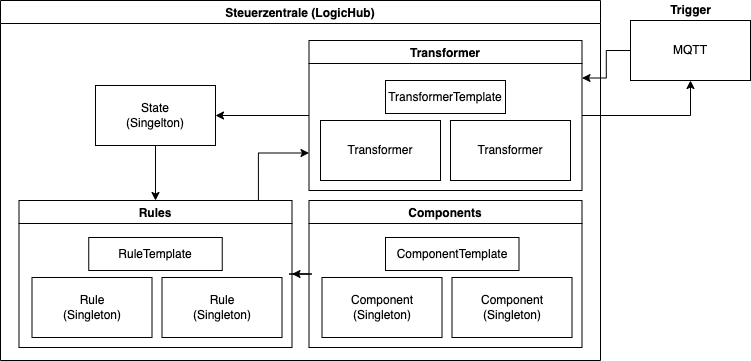 Steuerzentrale (LogicHub)
Trigger
MQTT
Transformer
TransformerTemplate
Transformer
Transformer
State
(Singelton)
Rules
RuleTemplate
Rule
(Singleton)
Rule
(Singleton)
Components
ComponentTemplate
Component
(Singleton)
Component
(Singleton)